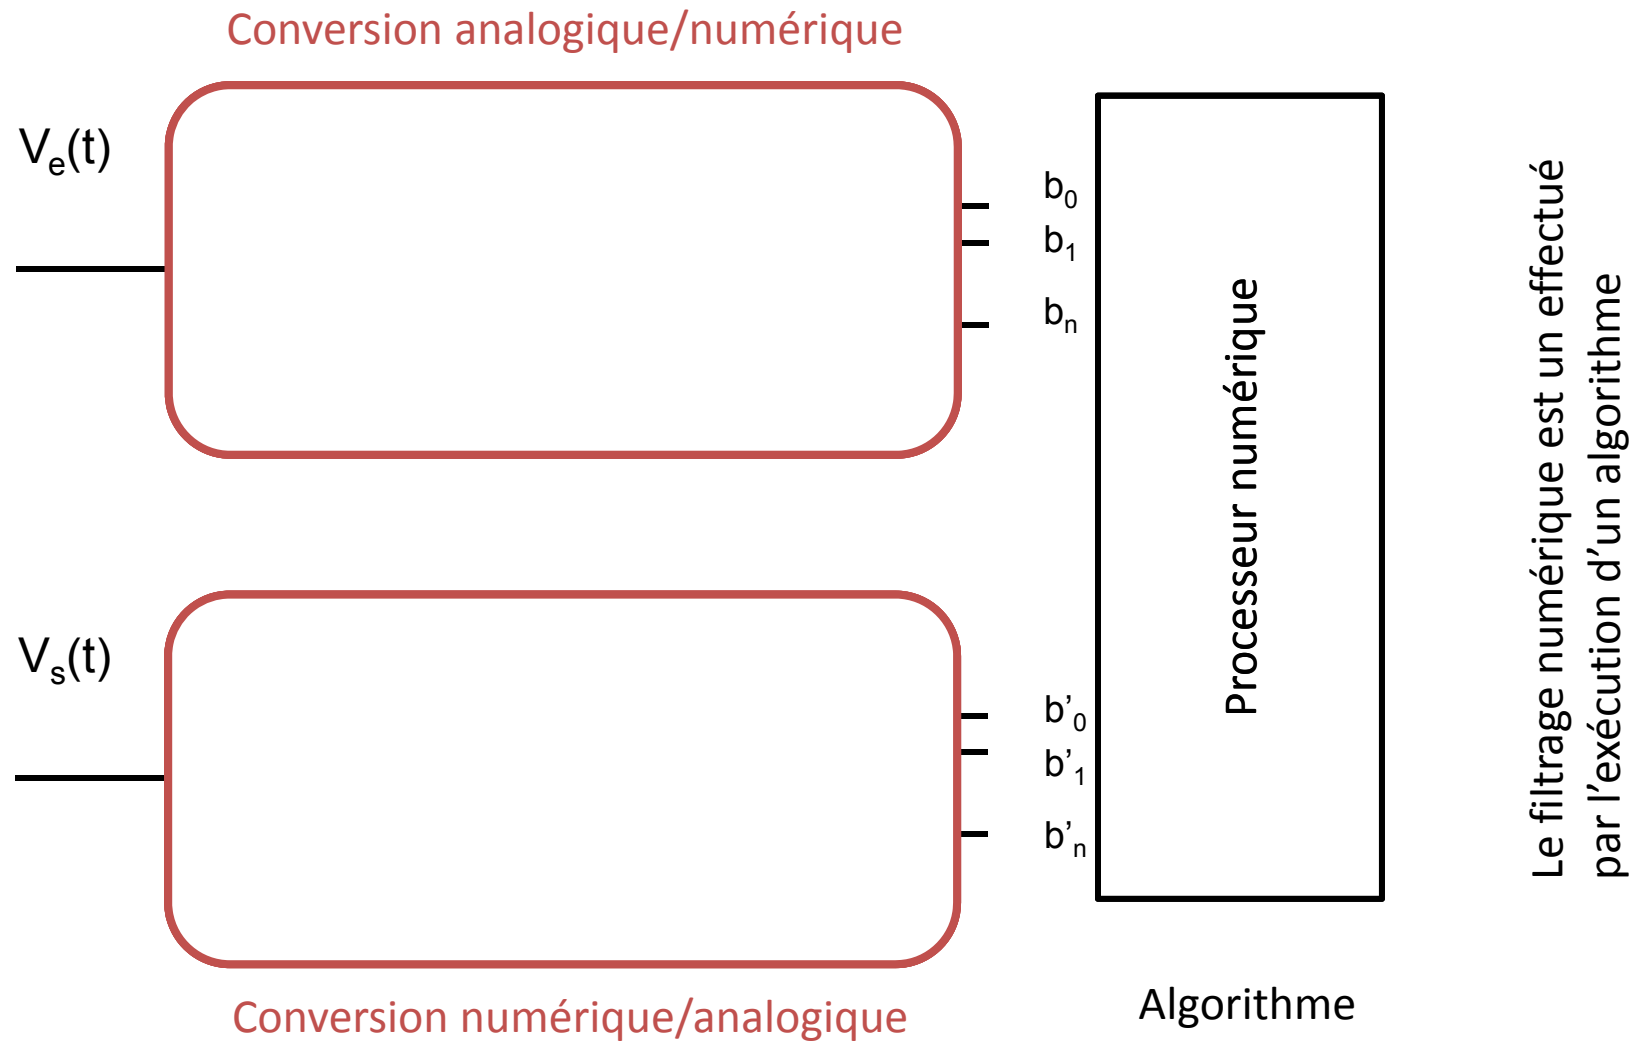 Conversion analogique/numérique
Ve(t)
b0
b1
bn
Processeur numérique
Le filtrage numérique est un effectué
par l'exécution d'un algorithme
Vs(t)
b'0
b'1
b'n
Conversion numérique/analogique
Algorithme